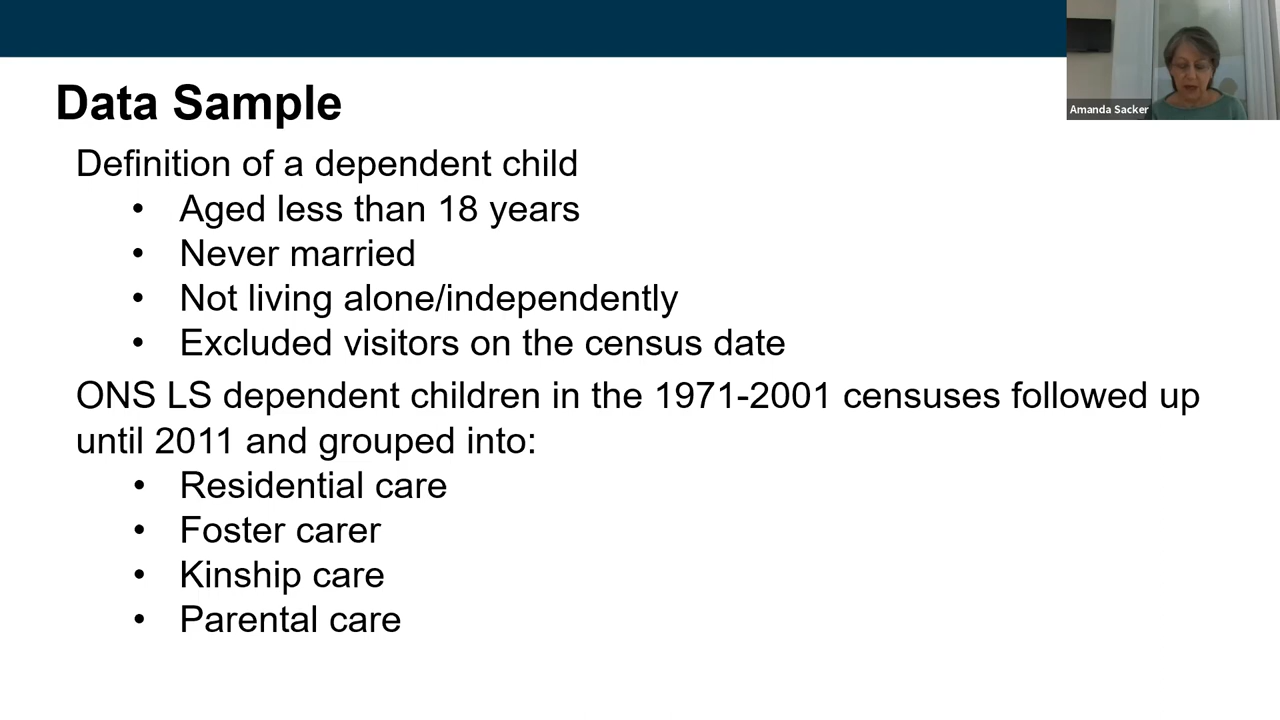 Amanda Sacker
Data Sample
Definition of a dependent child
• Aged less than 18 years
• Never married
• Not living alone/independently
• Excluded visitors on the census date
ONS LS dependent children in the 1971-2001 censuses followed up
until 2011 and grouped into:
• Residential care
• Foster carer
• Kinship care
• Parental care